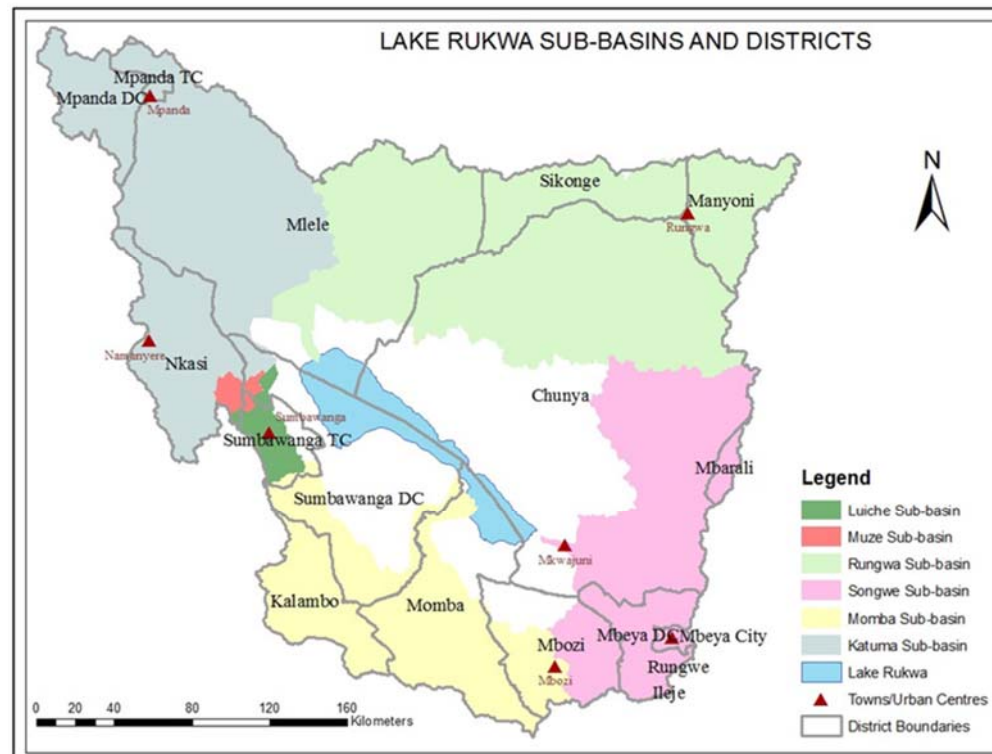 LAKE RUKWA SUB-BASINS AND DISTRICTS
Mpanda TC
Mpanda DC
Mpanda
N
Sikonge
Manyoni
Rungwa
Mlele
Namanyere
Nkasi
Chunya
Sumbawanga
Sumbawanga TC
Mbarali
Sumbawanga DC
Mkwajuni
Kalambo
Momba
Mbozi
Mbozi
Mbeya DC
Mbeya City
Rungwe
Ileje
Legend
Luiche Sub-basin
Muze Sub-basin
Rungwa Sub-basin
Songwe Sub-basin
Momba Sub-basin
Katuma Sub-basin
Lake Rukwa
Towns/Urban Centres
District Boundaries
0 20 40 80 120 160
Kilometers